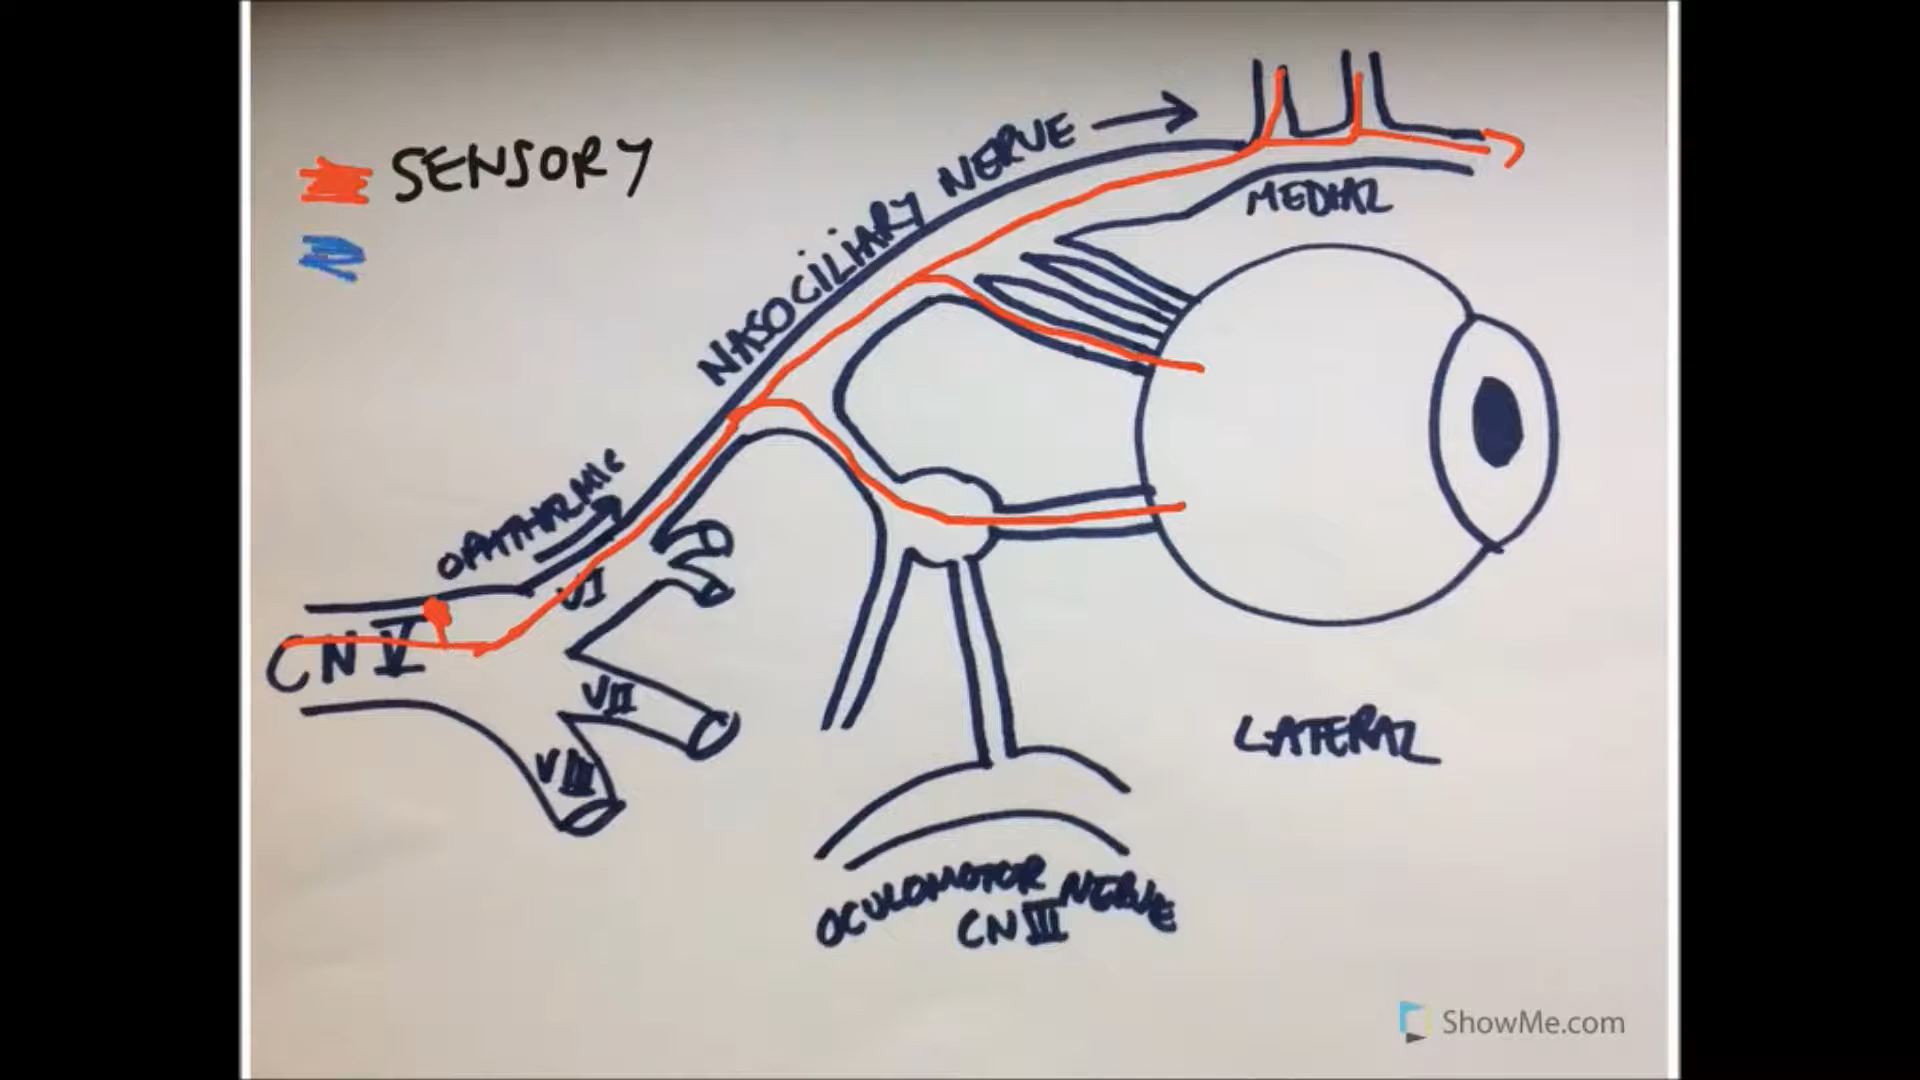 SENSORY
NASOCILIARY NERVE
MEDIAL
OPHTHALMIC
VI
CN V
VII
VIII
LATERAL
OCULOMOTOR NERVE
CN III
ShowMe.com